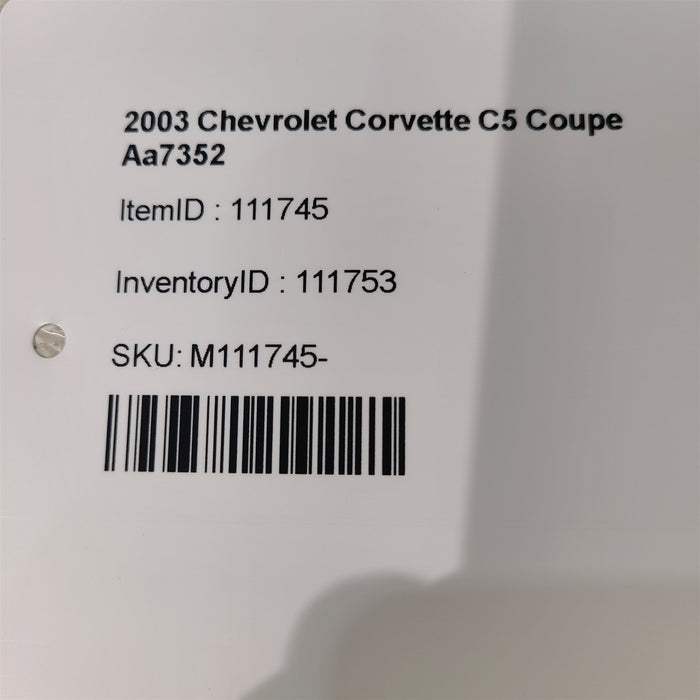 2003 Chevrolet Corvette C5 Coupe
Aa7352
ItemID : 111745
InventoryID : 111753
SKU: M111745-